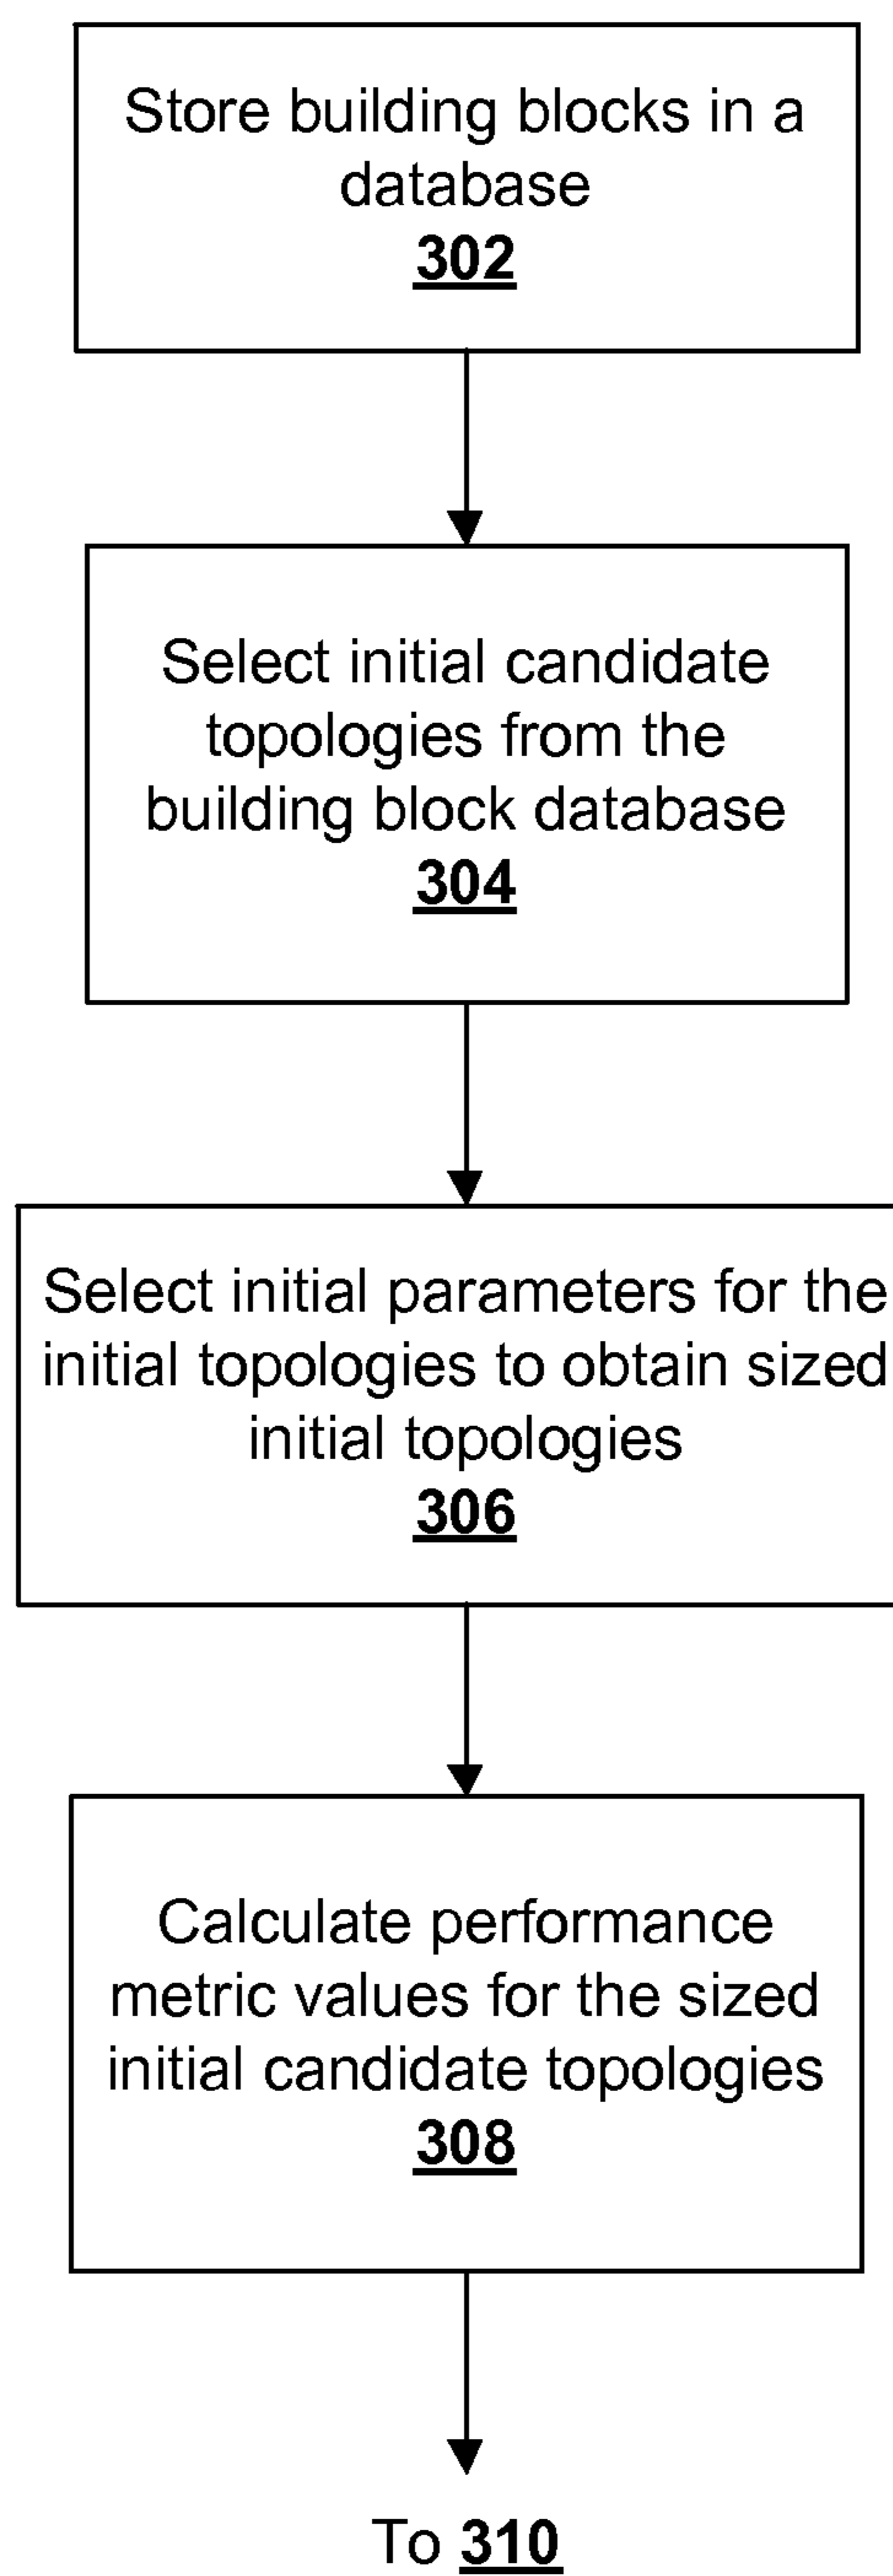 Store building blocks in a
database
302
Select initial candidate
topologies from the
building block database
304
Select initial parameters for the
initial topologies to obtain sized
initial topologies
306
Calculate performance
metric values for the sized
initial candidate topologies
308
To 310